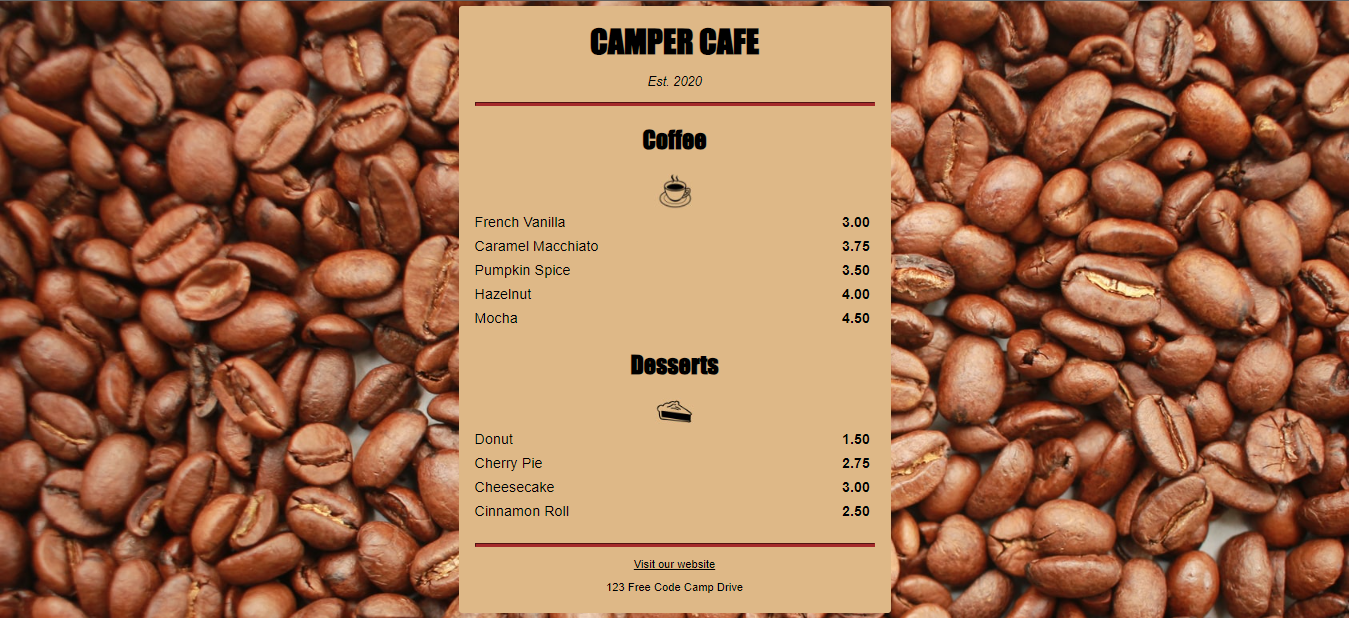 CAMPER CAFE
Est. 2020
Coffee
French Vanilla 3.00
Caramel Macchiato 3.75
Pumpkin Spice 3.50
Hazelnut 4.00
Mocha 4.50
Desserts
Donut 1.50
Cherry Pie 2.75
Cheesecake 3.00
Cinnamon Roll 2.50
Visit our website
123 Free Code Camp Drive